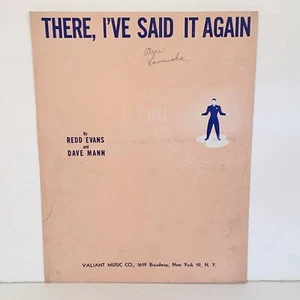 THERE, I'VE SAID IT AGAIN
By
REDD EVANS
and
DAVE MANN
VALIANT MUSIC CO., 1619 Broadway, New York 19, N. Y.